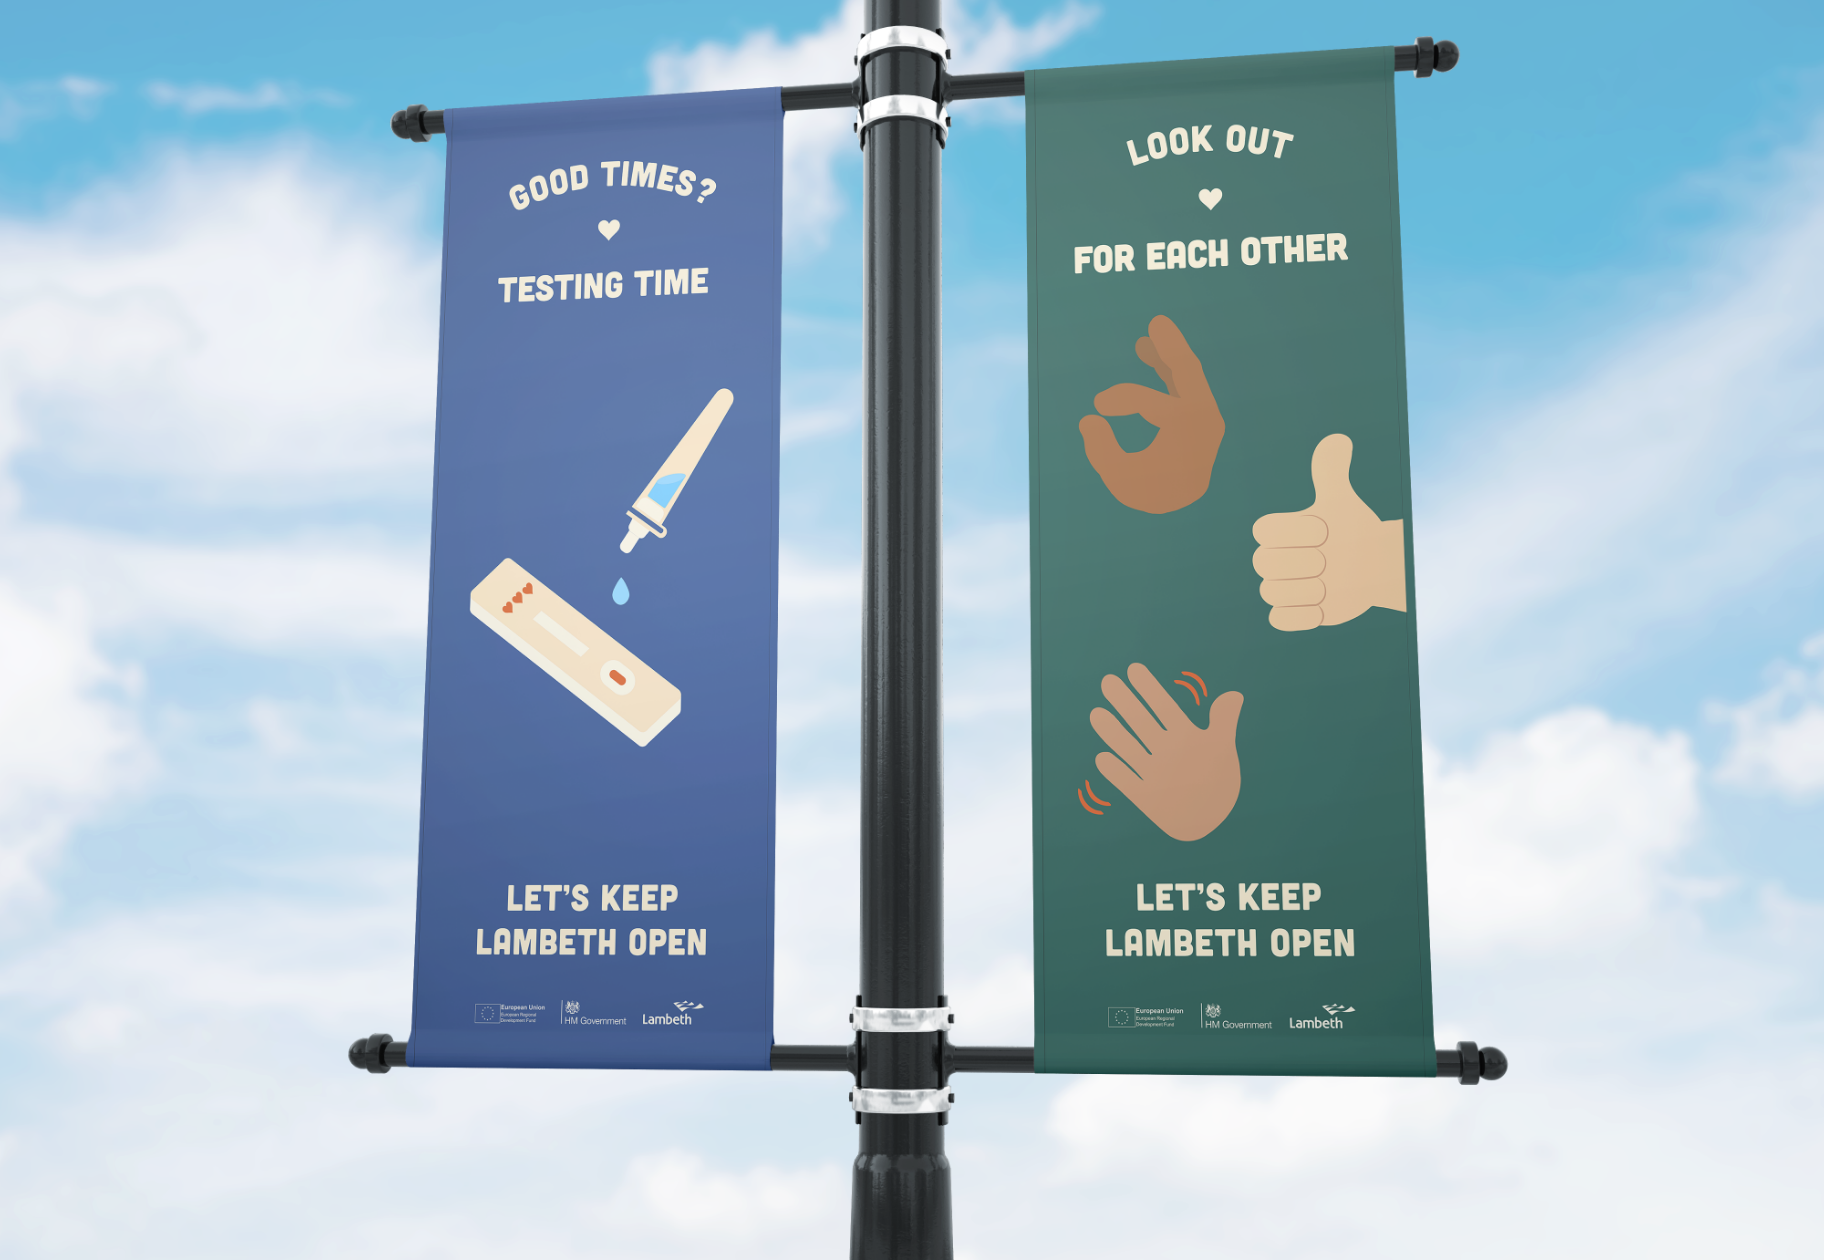 GOOD TIMES?
TESTING TIME
LET'S KEEP
LAMBETH OPEN
European Union
European Regional
Development Fund
HM Government
Lambeth
LOOK OUT
FOR EACH OTHER
LET'S KEEP
LAMBETH OPEN
European Union
European Regional
Development Fund
HM Government
Lambeth